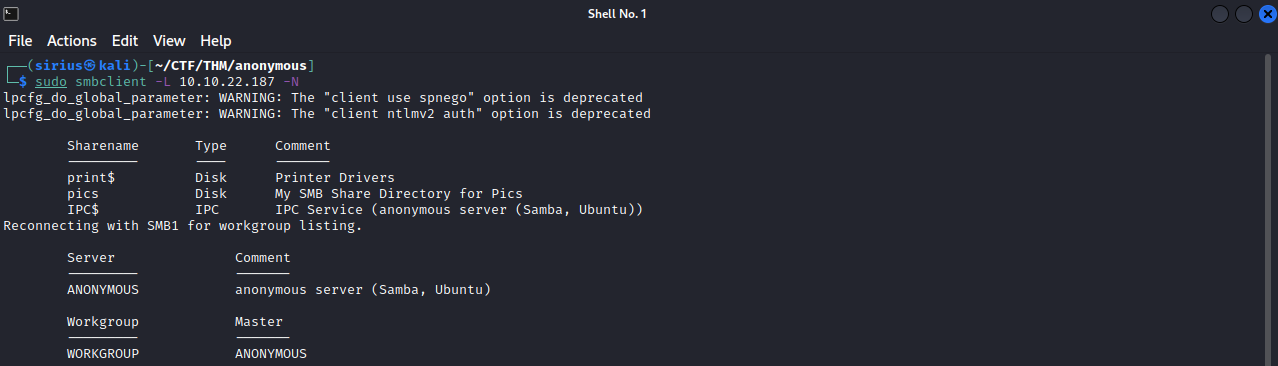 Shell No. 1
File Actions Edit View Help
┌──(sirius㉿kali)-[~/CTF/THM/anonymous]
└─$ sudo smbclient -L 10.10.22.187 -N
lpcfg_do_global_parameter: WARNING: The "client use spnego" option is deprecated
lpcfg_do_global_parameter: WARNING: The "client ntlmv2 auth" option is deprecated
Sharename Type Comment
--------- ---- -------
print$ Disk Printer Drivers
pics Disk My SMB Share Directory for Pics
IPC$ IPC IPC Service (anonymous server (Samba, Ubuntu))
Reconnecting with SMB1 for workgroup listing.
Server Comment
--------- -------
ANONYMOUS anonymous server (Samba, Ubuntu)
Workgroup Master
--------- -------
WORKGROUP ANONYMOUS